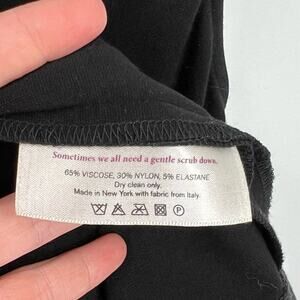 Sometimes we all need a gentle scrub down.
65% VISCOSE, 30% NYLON, 5% ELASTANE
Dry clean only.
Made in New York with fabric from Italy.
P